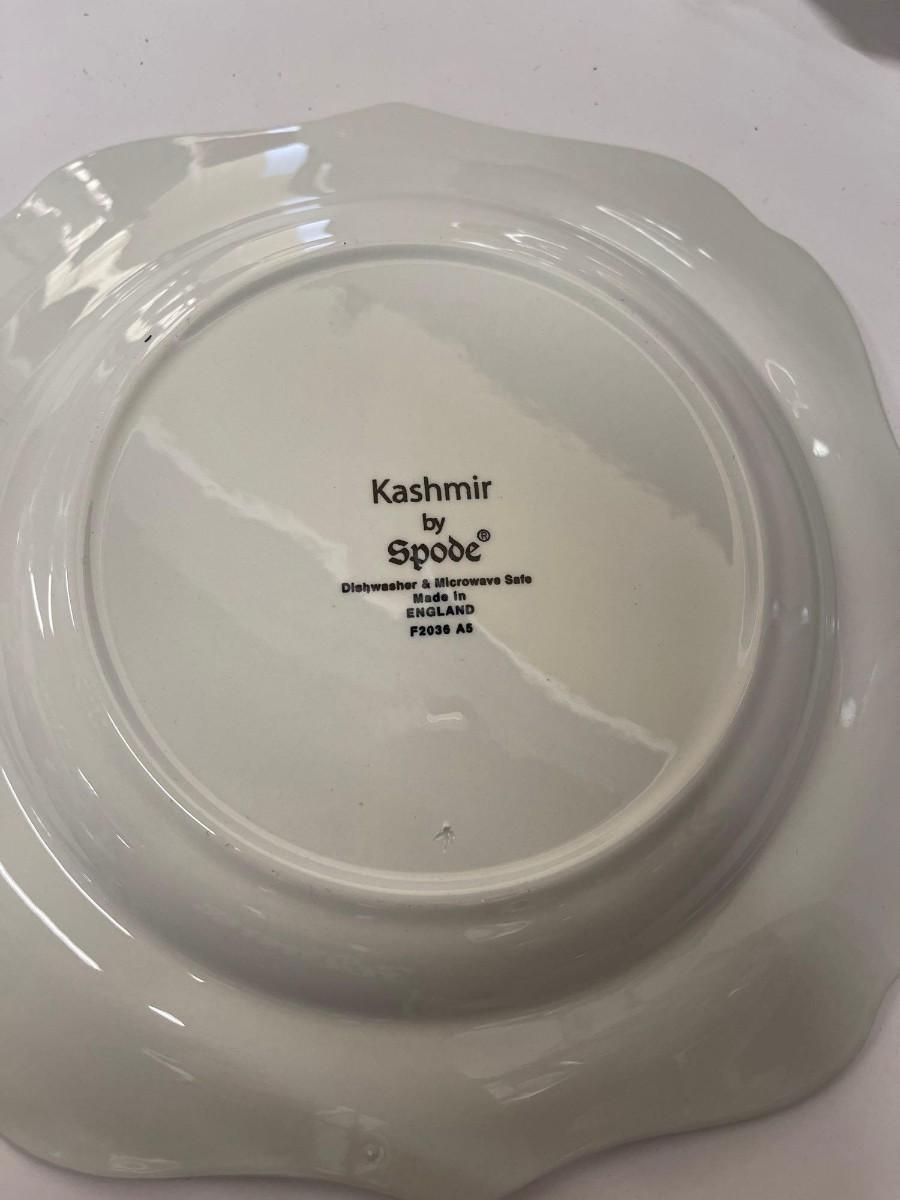 Kashmir
by
Spode®
Dishwasher & Microwave Safe
Made in
ENGLAND
F2036 A5